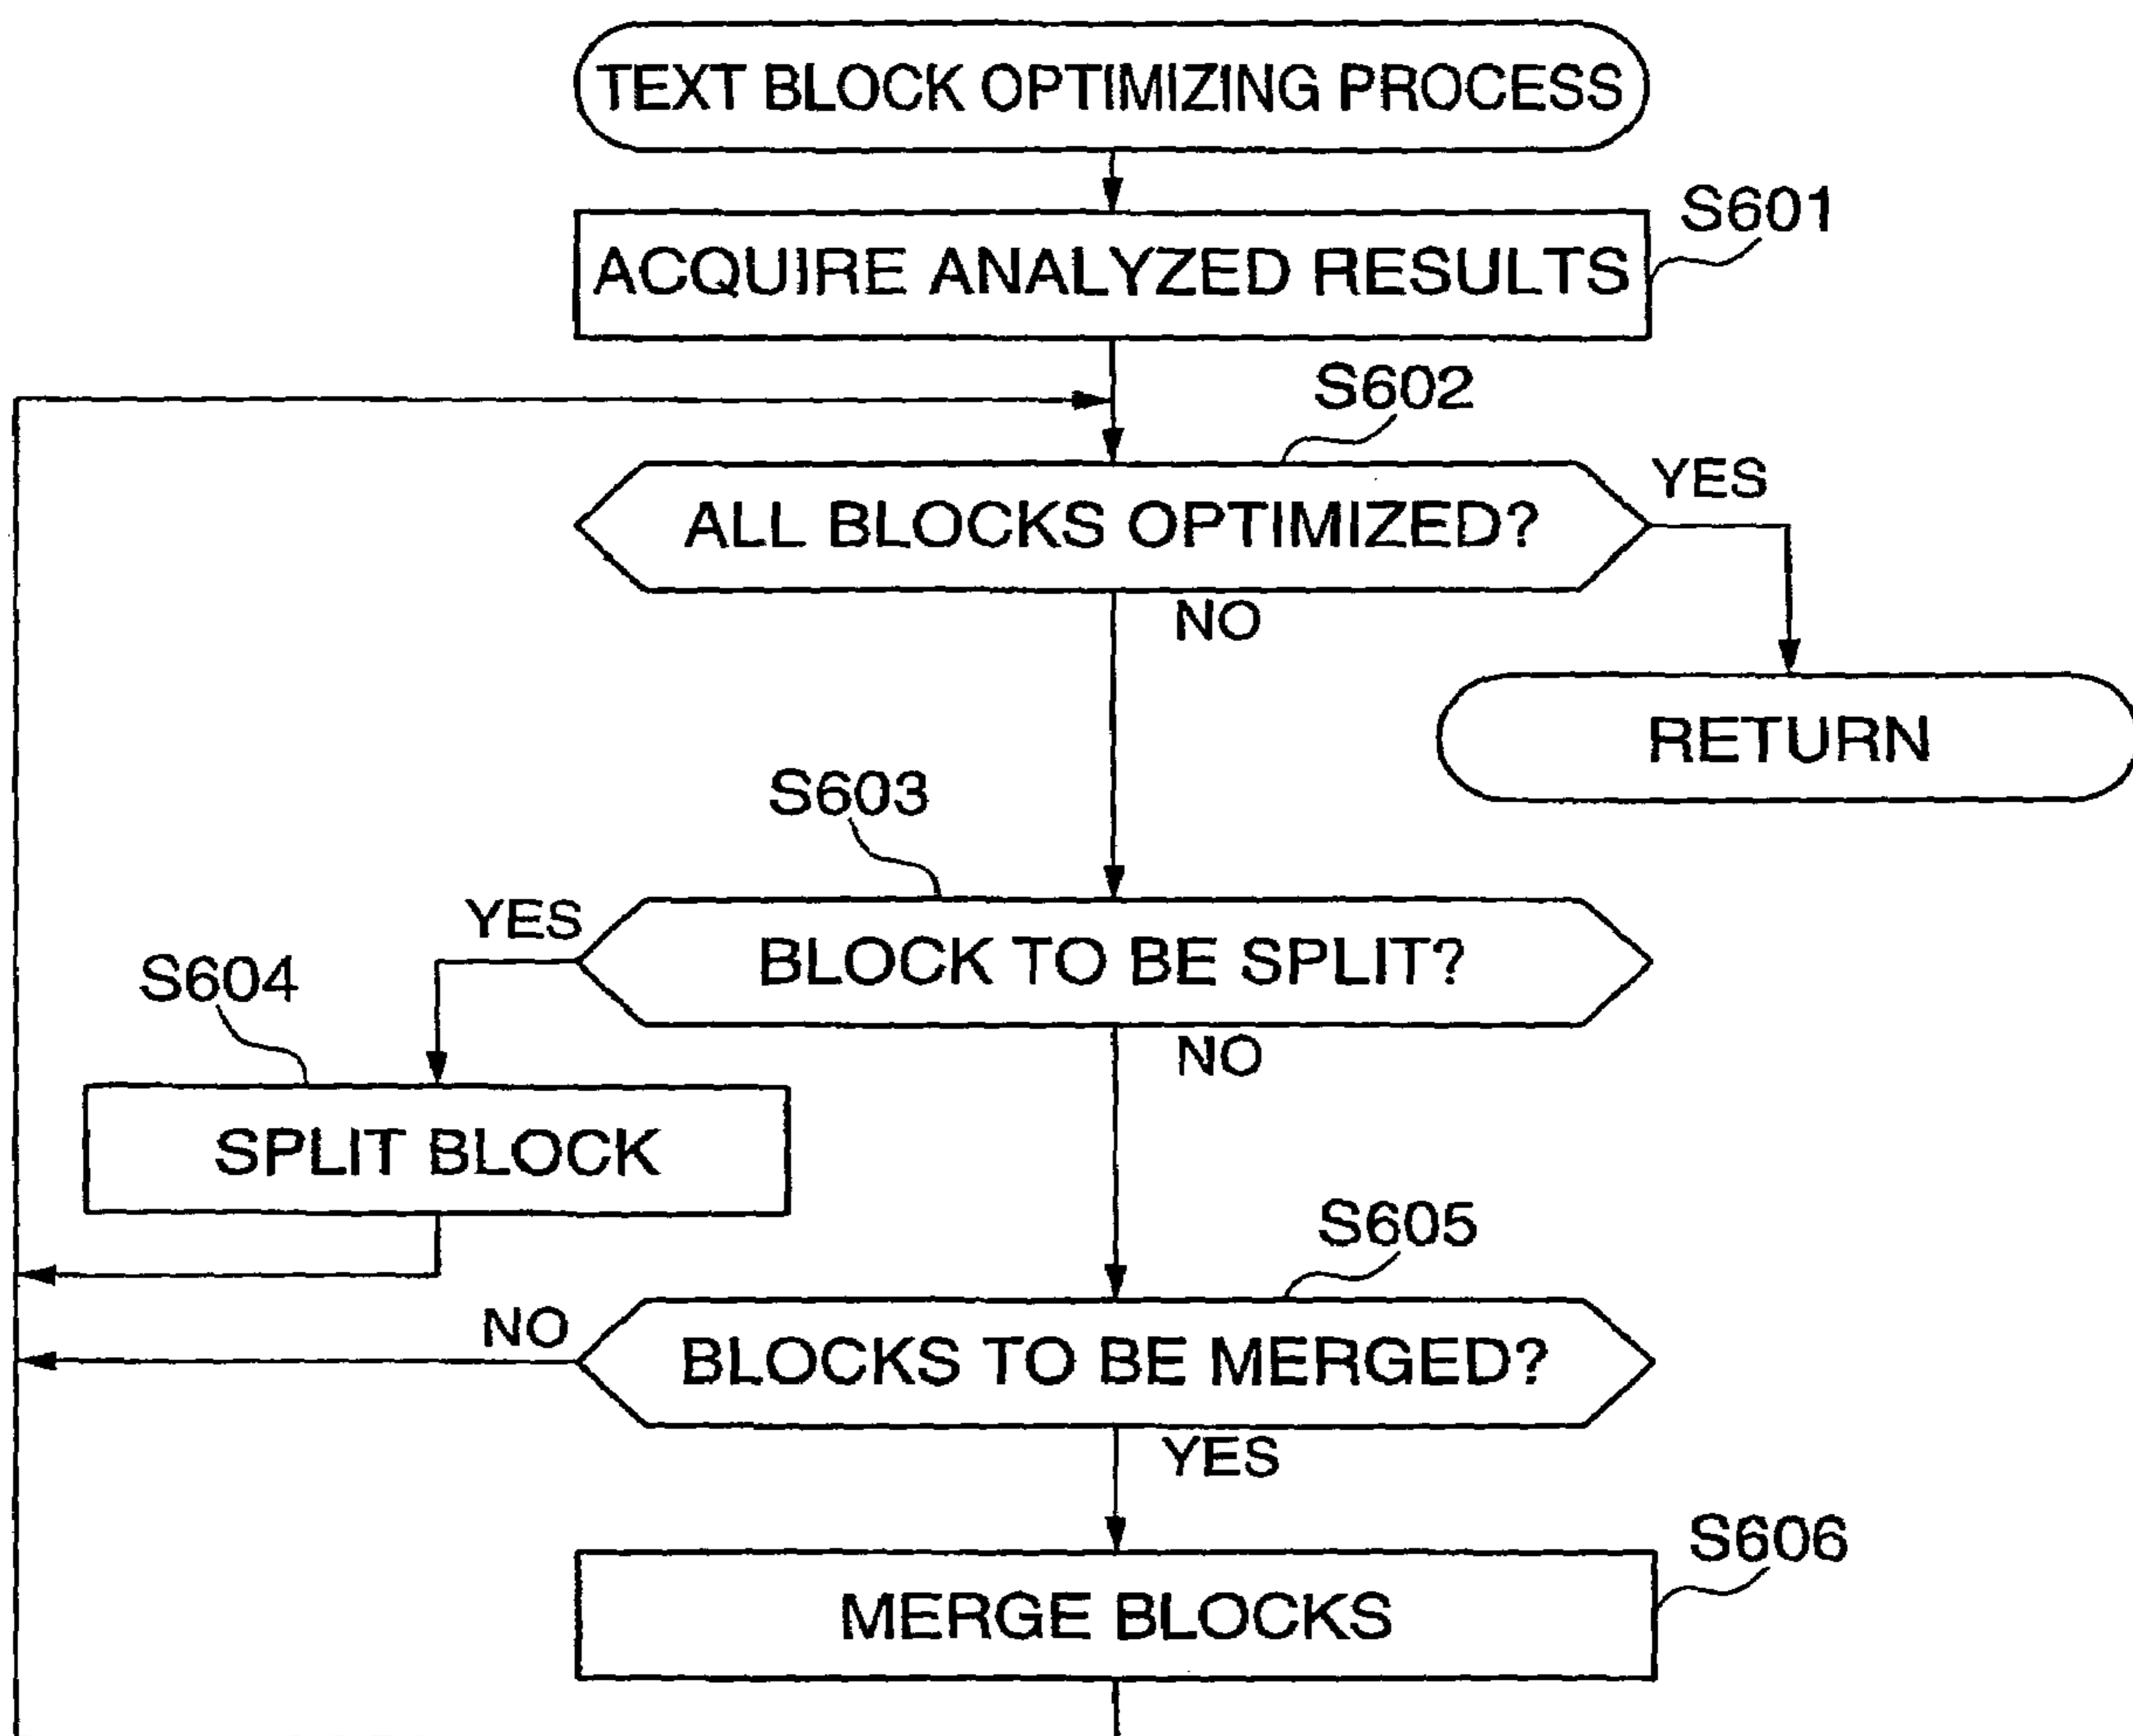 TEXT BLOCK OPTIMIZING PROCESS
S601
ACQUIRE ANALYZED RESULTS
S602
YES
ALL BLOCKS OPTIMIZED?
NO
RETURN
S603
YES
BLOCK TO BE SPLIT?
S604
NO
SPLIT BLOCK
S605
NO
BLOCKS TO BE MERGED?
YES
S606
MERGE BLOCKS